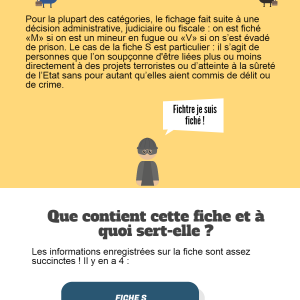 Pour la plupart des catégories, le fichage fait suite à une
décision administrative, judiciaire ou fiscale : on est fiché
«M» si on est un mineur en fugue ou «V» si on s'est évadé
de prison. Le cas de la fiche S est particulier : il s'agit de
personnes que l'on soupçonne d'être liées plus ou moins
directement à des projets terroristes ou d'atteinte à la sûreté
de l'Etat sans pour autant qu'elles aient commis de délit ou
de crime.
Fichtre je suis
fiché !
Que contient cette fiche et à
quoi sert-elle ?
Les informations enregistrées sur la fiche sont assez
succinctes ! Il y en a 4 :
FICHE S